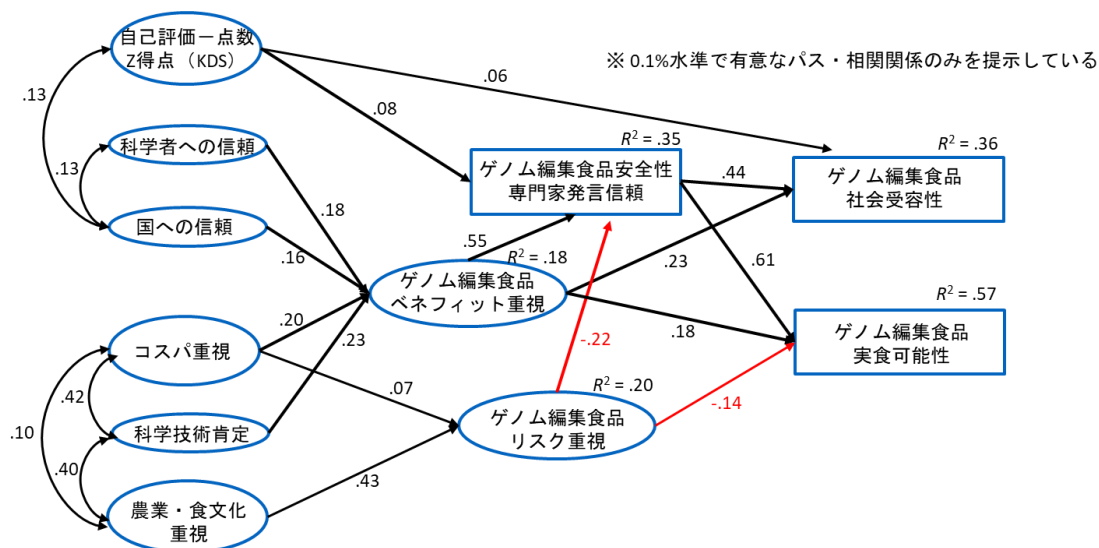 自己評価－点数
Z得点（KDS）
※ 0.1%水準で有意なパス・相関関係のみを提示している
.06
.13
.08
科学者への信頼
R² = .35
R² = .36
.13
ゲノム編集食品安全性
専門家発言信頼
.44
ゲノム編集食品
社会受容性
.18
国への信頼
.55
.16
R² = .18
.23
.61
ゲノム編集食品
ベネフィット重視
R² = .57
.20
.23
.18
コスパ重視
-.22
ゲノム編集食品
実食可能性
.07
R² = .20
.42
-.14
ゲノム編集食品
リスク重視
.10
科学技術肯定
.40
.43
農業・食文化
重視